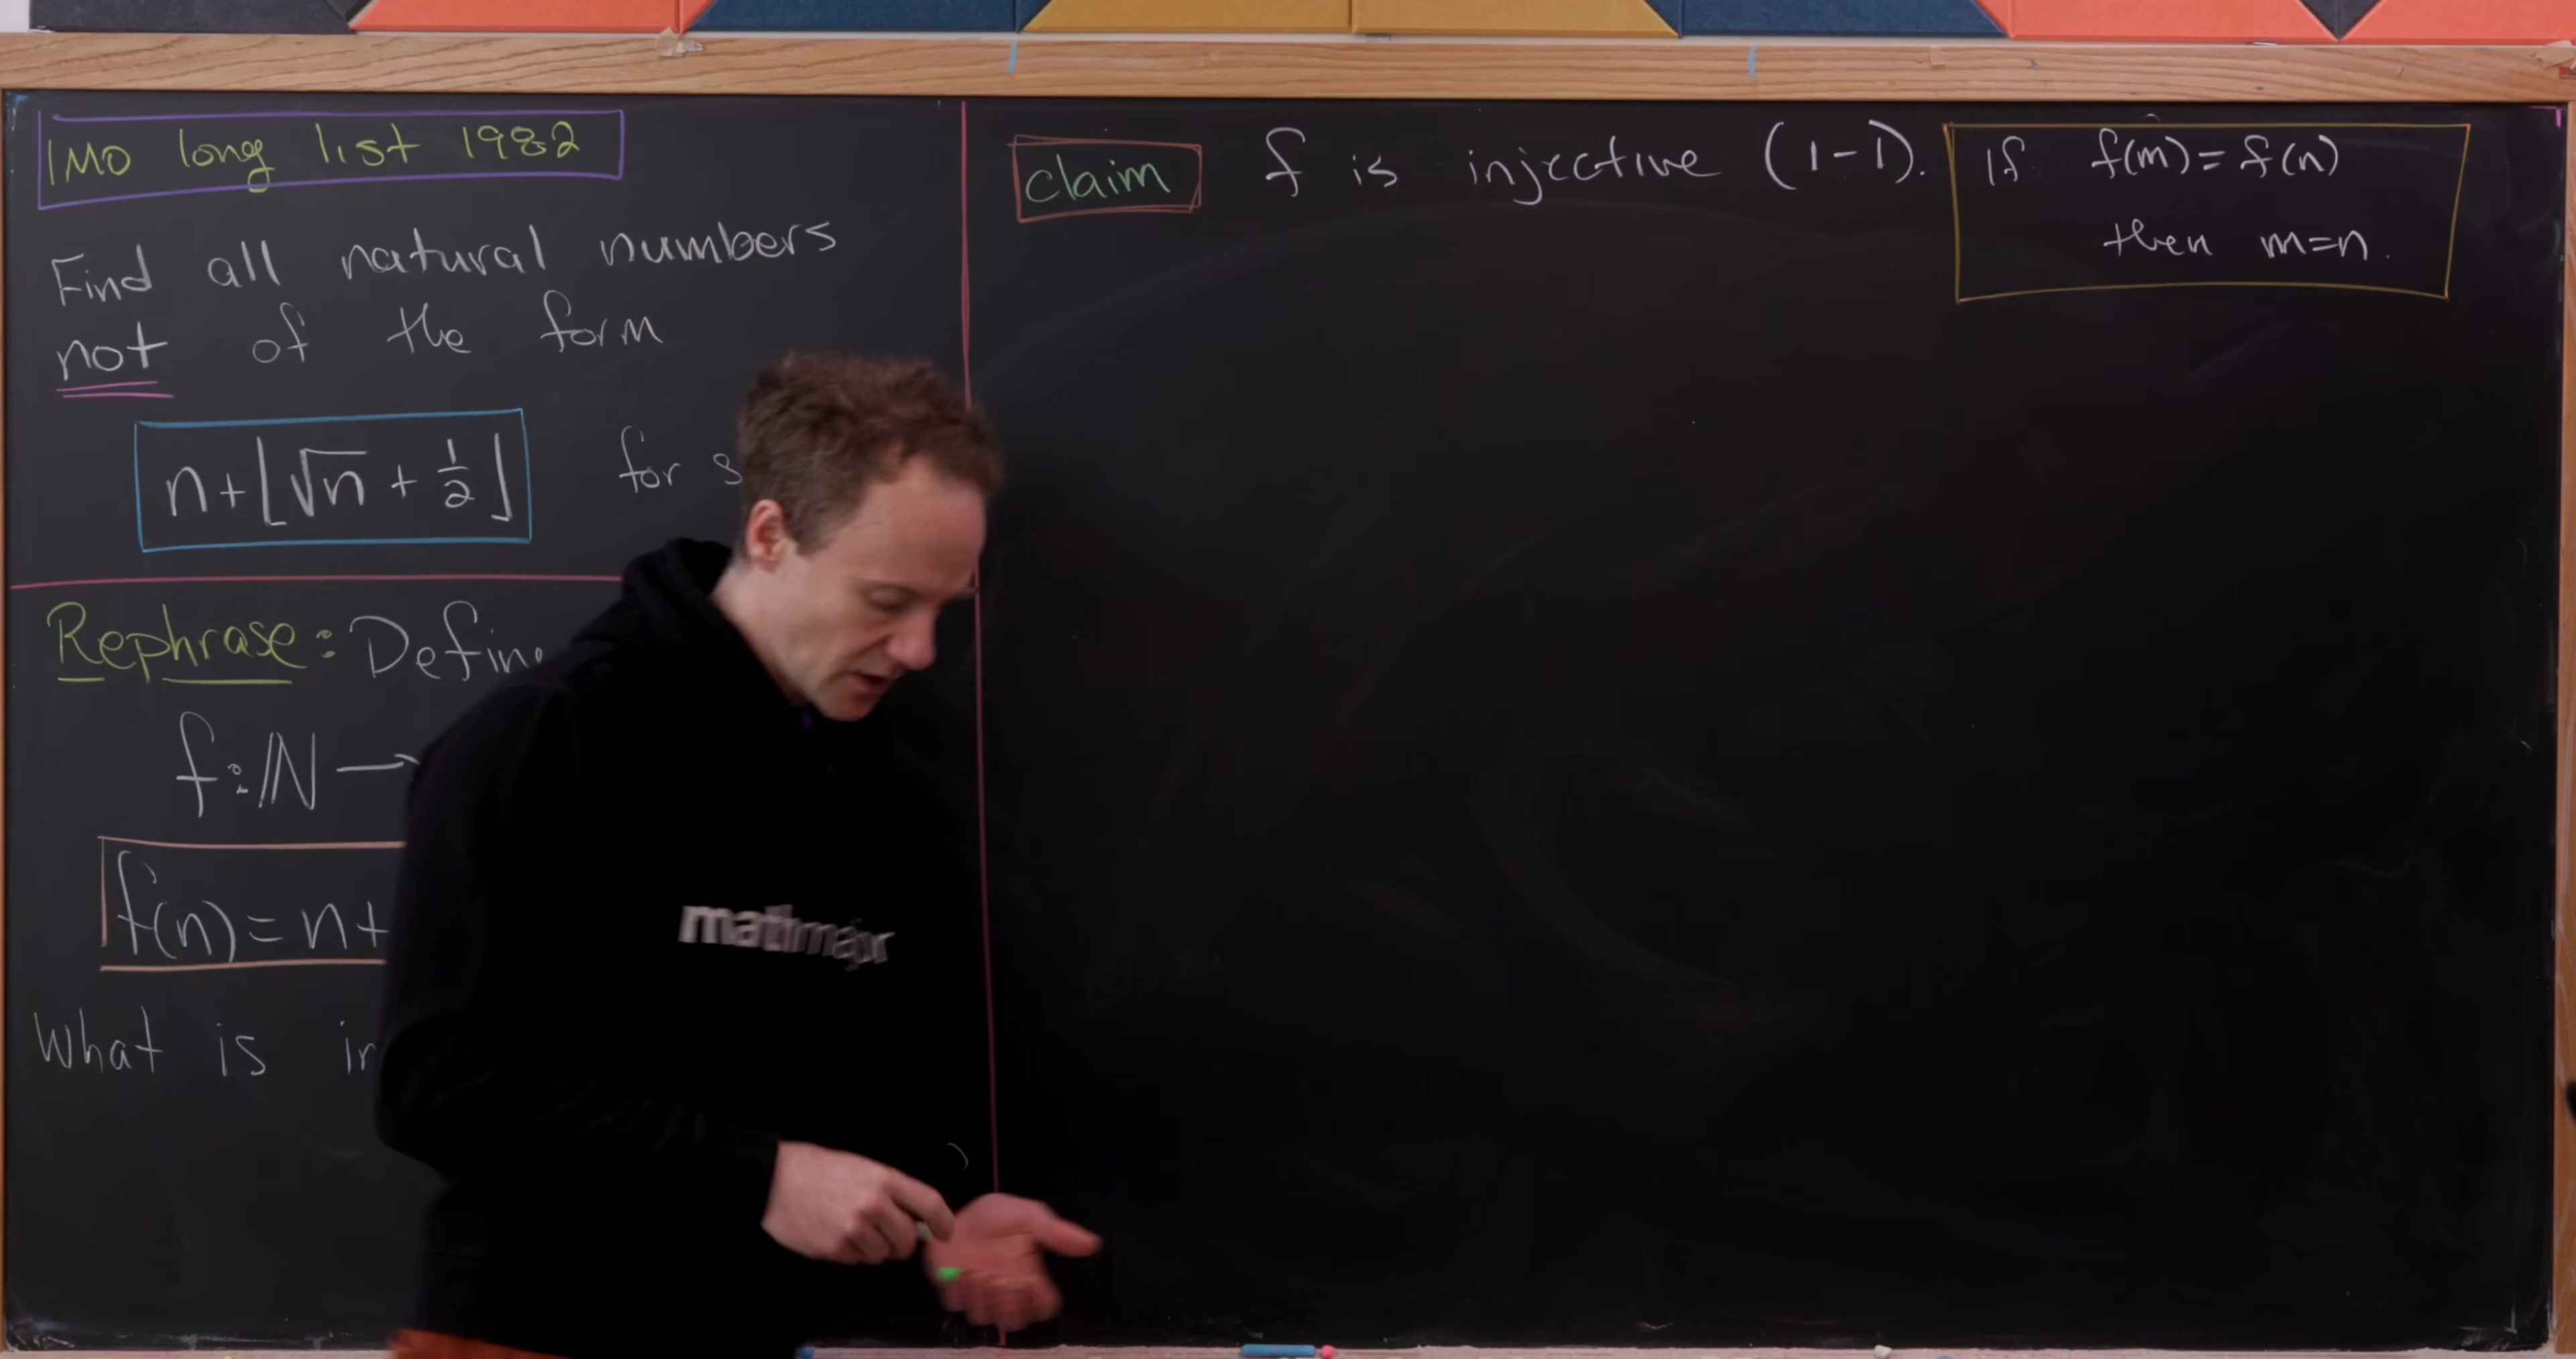 IMO long list 1982
Find all natural numbers
not of the form
n+⌊√n + 1/2⌋ for s
Rephrase: Define
f:ℕ→
f(n)=n+
What is
claim f is injective (1-1).
If f(m)=f(n)
then m=n.
mathmajor